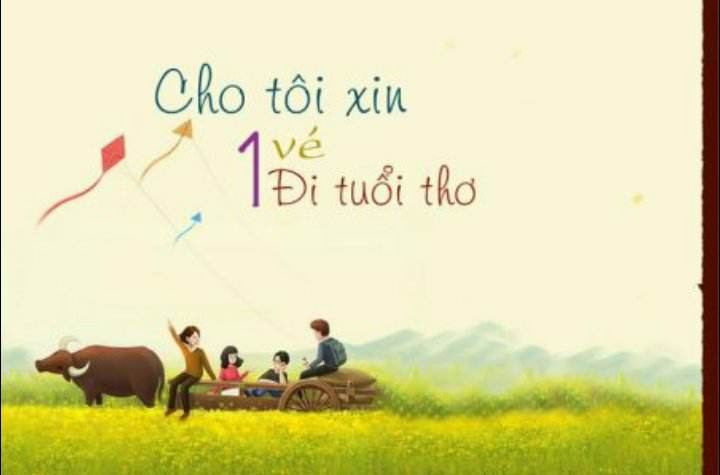 Cho tôi xin
1 vé
Đi tuổi thơ